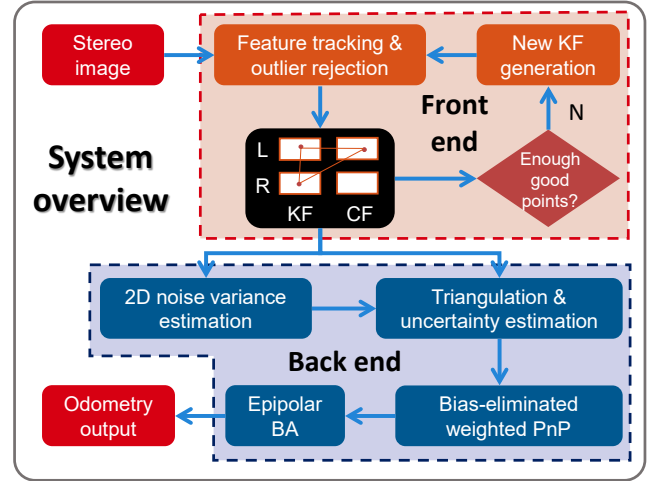 Stereo
image
Feature tracking &
outlier rejection
New KF
generation
Front
end
N
System
overview
L
R
KF CF
Enough
good
points?
2D noise variance
estimation
Triangulation &
uncertainty estimation
Back end
Odometry
output
Epipolar
BA
Bias-eliminated
weighted PnP